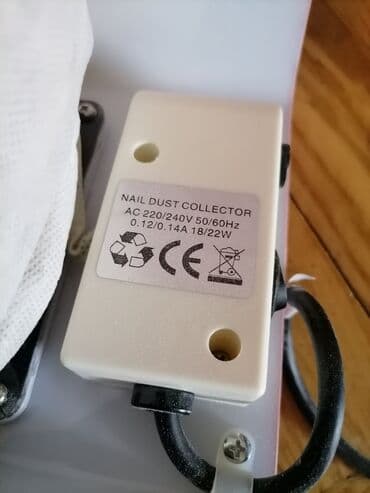 NAIL DUST COLLECTOR
AC 220/240V 50/60Hz
0.12/0.14A 18/22W
CE